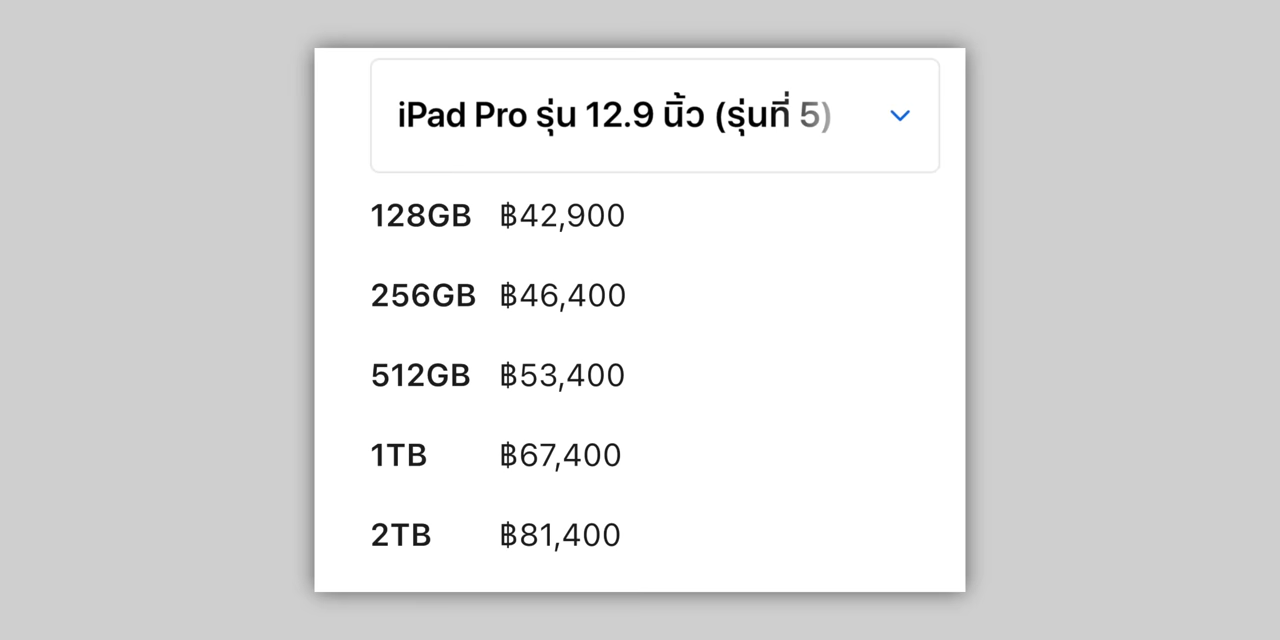 iPad Pro รุ่น 12.9 นิ้ว (รุ่นที่ 5)
128GB ฿42,900
256GB ฿46,400
512GB ฿53,400
1TB ฿67,400
2TB ฿81,400